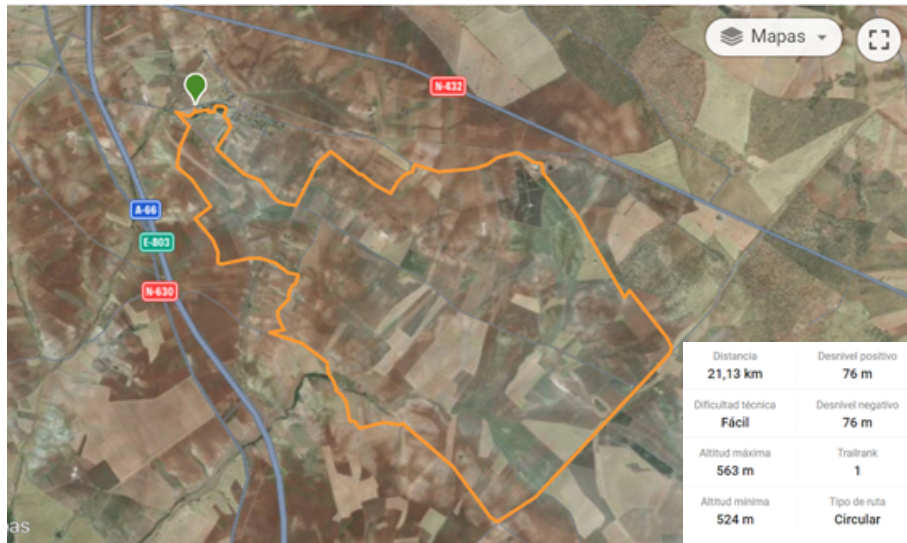 Mapas
N-432
A-66
E-803
N-630
Distancia
21,13 km
Desnivel positivo
76 m
Dificultad técnica
Fácil
Desnivel negativo
76 m
Altitud máxima
563 m
Trailrank
1
Altitud mínima
524 m
Tipo de ruta
Circular
as